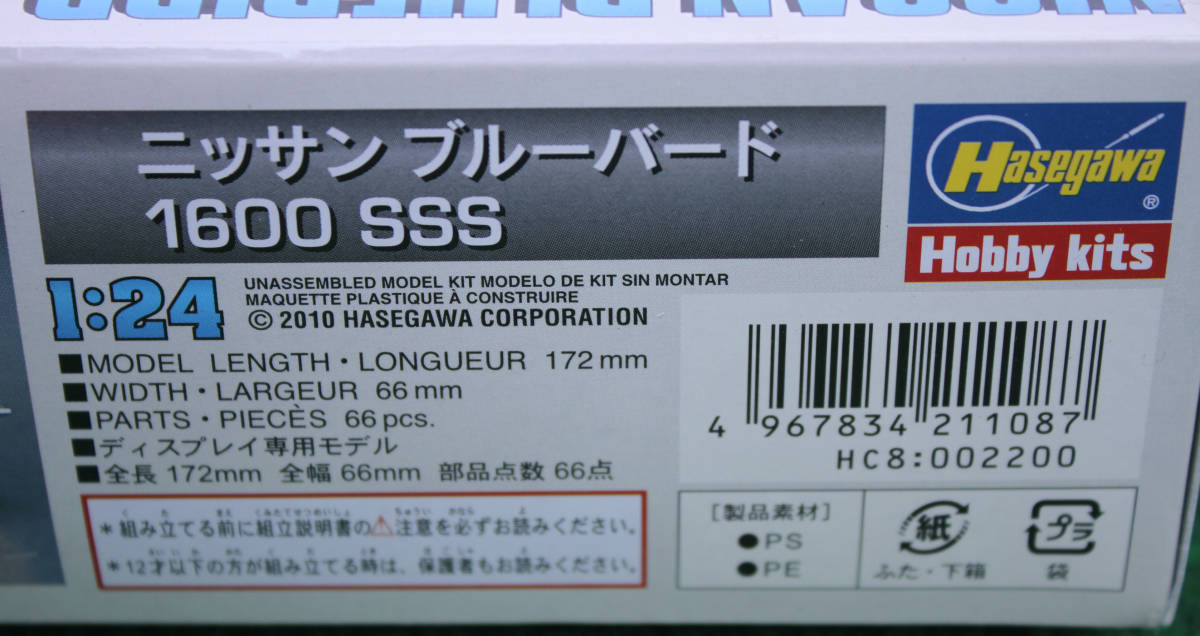 NISSAN BLUEBIRD
ニッサン ブルーバード
1600 SSS
Hasegawa®
Hobby kits
1:24
UNASSEMBLED MODEL KIT MODELO DE KIT SIN MONTAR
MAQUETTE PLASTIQUE À CONSTRUIRE
© 2010 HASEGAWA CORPORATION
■MODEL LENGTH・LONGUEUR 172mm
■WIDTH・LARGEUR 66mm
■PARTS・PIECÈS 66pcs.
■ディスプレイ専用モデル
■全長 172mm 全幅 66mm 部品点数 66点
*組み立てる前に組立説明書の⚠注意を必ずお読みください。
*12才以下の方が組み立てる時は、保護者もお読みください。
4 967834 211087
HC8:002200
[製品素材]
●PS
●PE
紙
ふた・下箱
プラ
袋